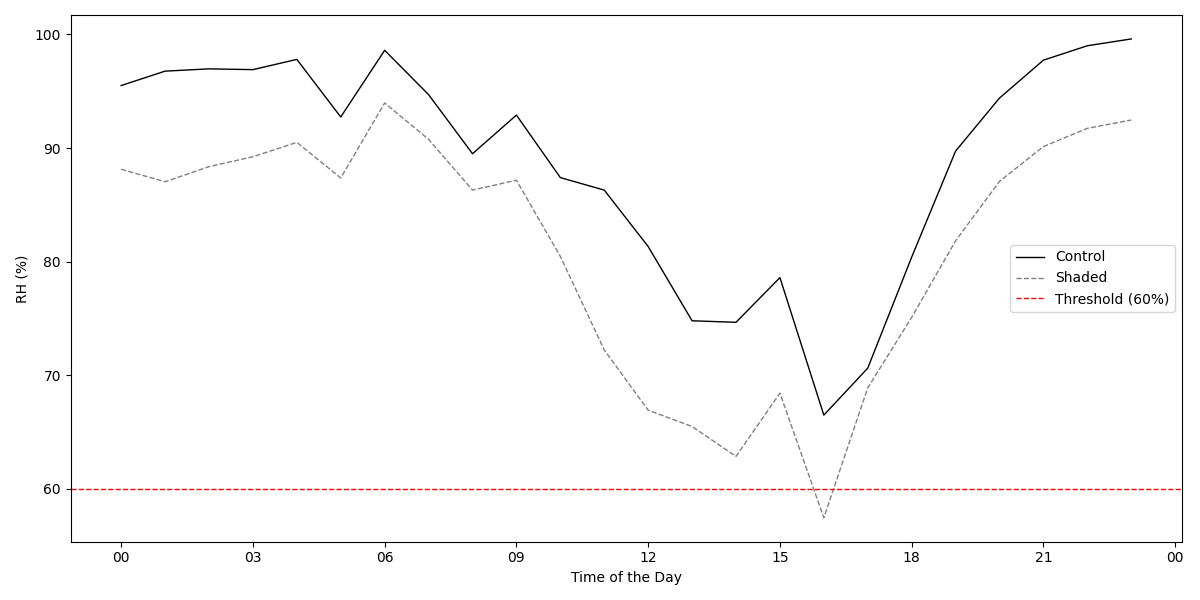 100
90
80
70
60
RH (%)
Control
Shaded
Threshold (60%)
00 03 06 09 12 15 18 21 00
Time of the Day